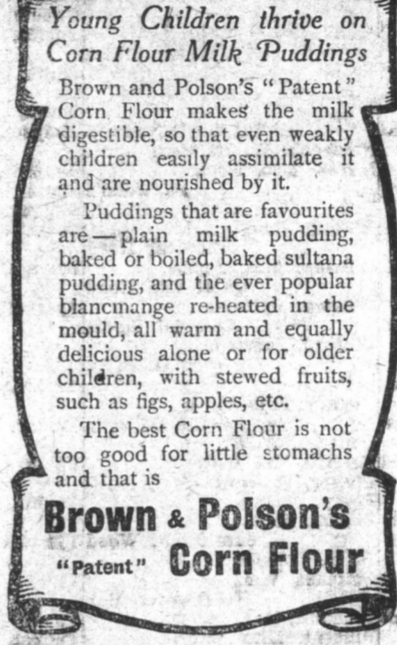 Young Children thrive on
Corn Flour Milk Puddings
Brown and Polson's "Patent"
Corn Flour makes the milk
digestible, so that even weakly
children easily assimilate it
and are nourished by it.
Puddings that are favourites
are—plain milk pudding,
baked or boiled, baked sultana
pudding, and the ever popular
blancmange re-heated in the
mould, all warm and equally
delicious alone or for older
children, with stewed fruits,
such as figs, apples, etc.
The best Corn Flour is not
too good for little stomachs
and that is
Brown & Polson's
"Patent" Corn Flour